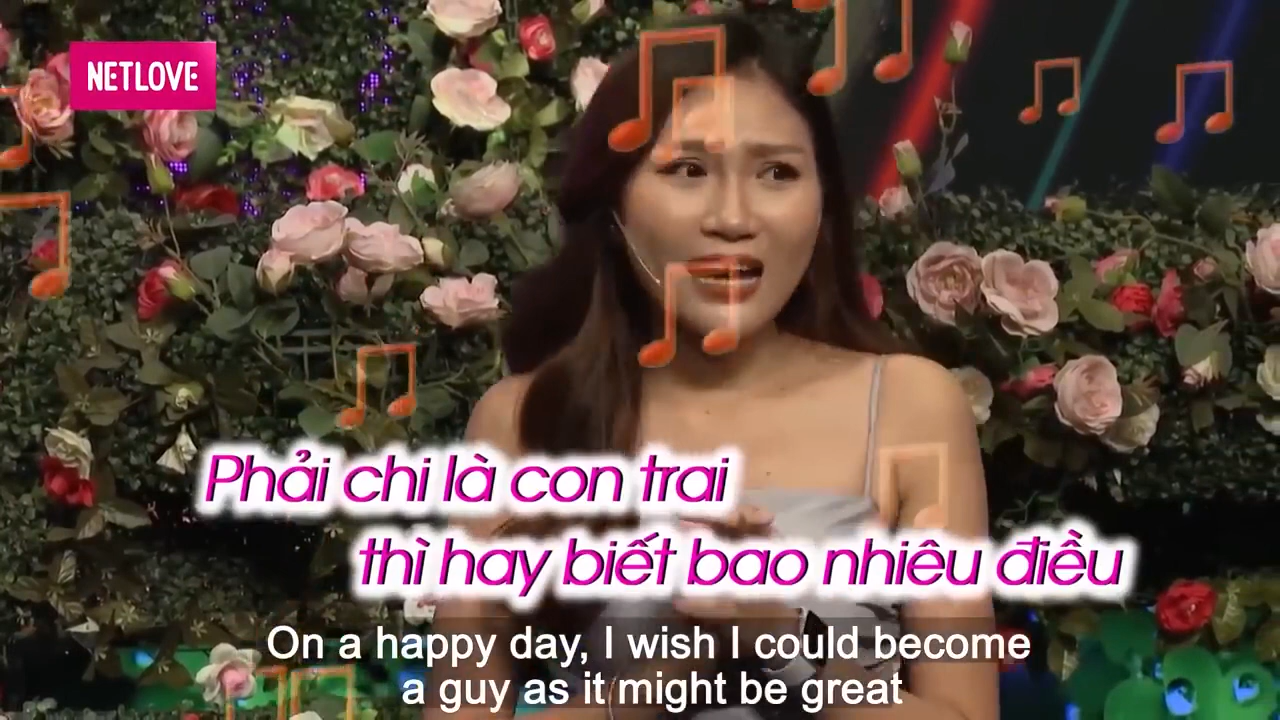 NETLOVE
Phải chi là con trai
thì hay biết bao nhiêu điều
On a happy day, I wish I could become
a guy as it might be great